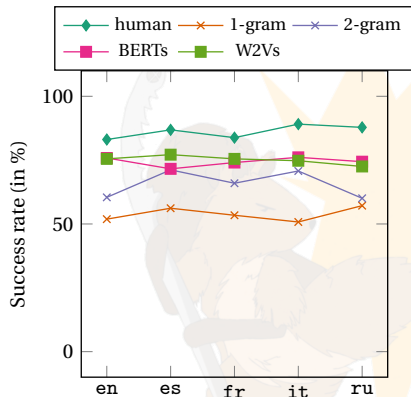 human 1-gram 2-gram
BERTs W2Vs
100
50
0
Success rate (in %)
en es fr it ru